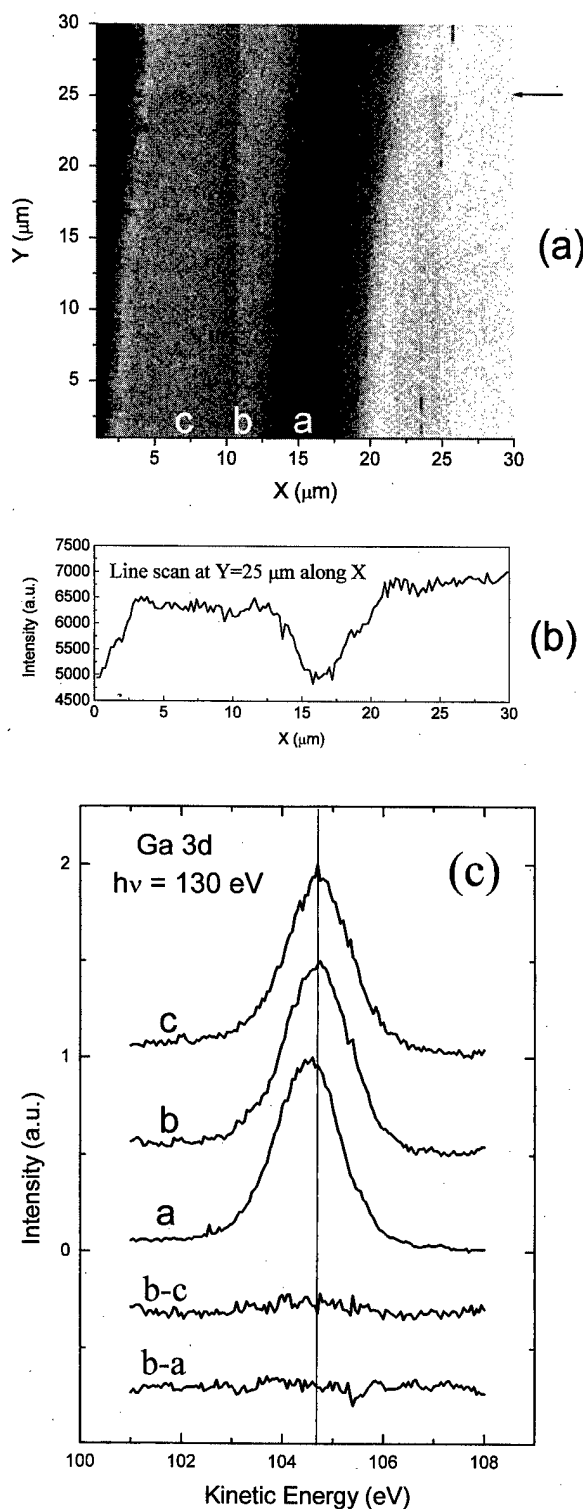 30
25
20
15
10
5
Y (μm)
c b a
5 10 15 20 25 30
X (μm)
(a)
7500
7000
6500
6000
5500
5000
4500
Intensity (a.u.)
Line scan at Y=25 μm along X
0 5 10 15 20 25 30
X (μm)
(b)
Ga 3d
hν = 130 eV
(c)
2
1
0
Intensity (a.u.)
c
b
a
b-c
b-a
100 102 104 106 108
Kinetic Energy (eV)